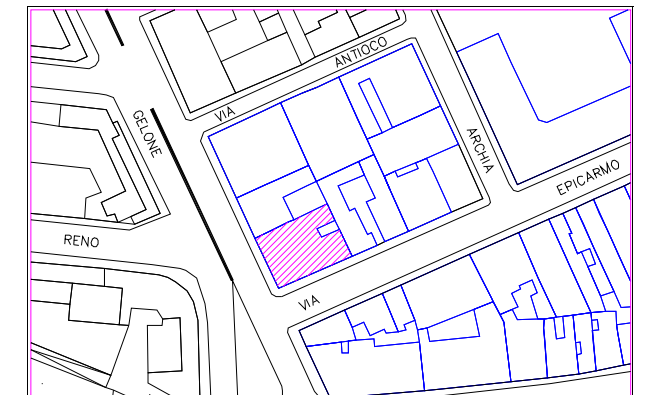 VIA ANTIOCO
GELONE
ARCHIA
EPICARMO
RENO
VIA